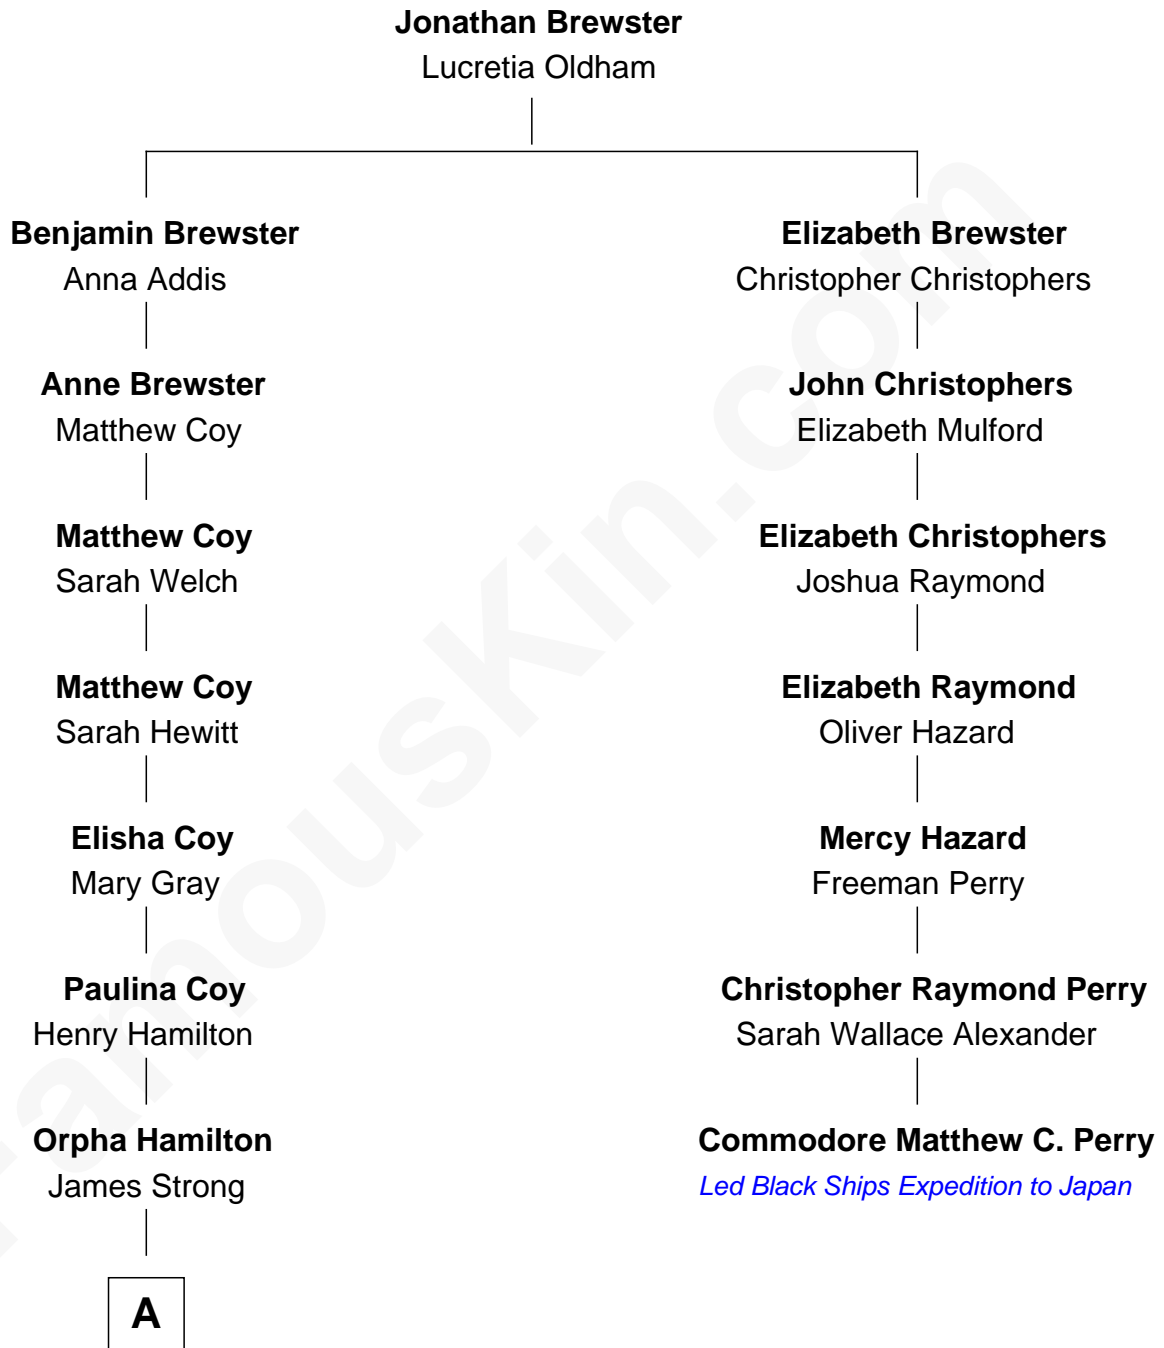 Jonathan Brewster
Lucretia Oldham
Benjamin Brewster
Anna Addis
Anne Brewster
Matthew Coy
Matthew Coy
Sarah Welch
Matthew Coy
Sarah Hewitt
Elisha Coy
Mary Gray
Paulina Coy
Henry Hamilton
Orpha Hamilton
James Strong
A
Elizabeth Brewster
Christopher Christophers
John Christophers
Elizabeth Mulford
Elizabeth Christophers
Joshua Raymond
Elizabeth Raymond
Oliver Hazard
Mercy Hazard
Freeman Perry
Christopher Raymond Perry
Sarah Wallace Alexander
Commodore Matthew C. Perry
Led Black Ships Expedition to Japan
FamousKin.com